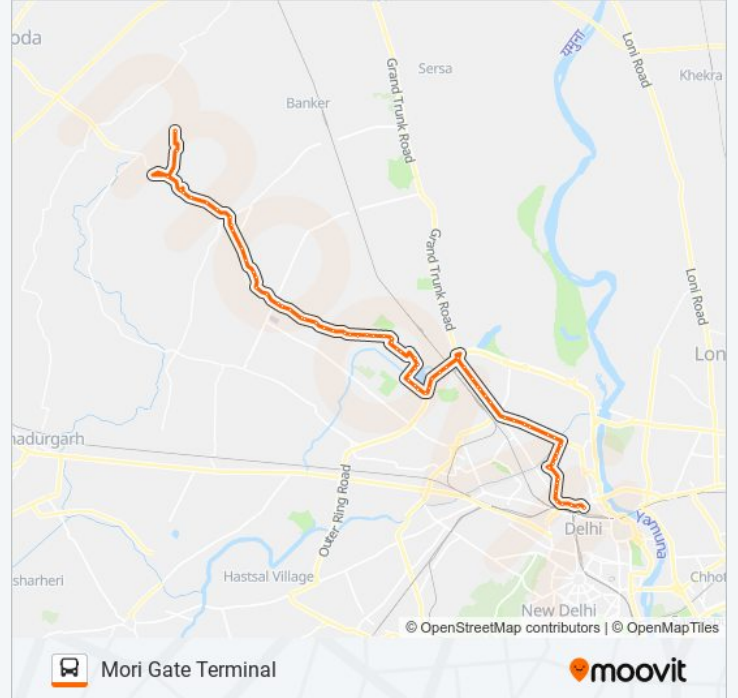 oda
Sersa
यमुना
Loni Road
Khekra
Banker
Grand Trunk Road
Grand Trunk Road
Loni Road
Lon
hadurgarh
Outer Ring Road
Yamuna
Delhi
sharheri
Hastsal Village
Chhot
New Delhi
© OpenStreetMap contributors | © OpenMapTiles
Mori Gate Terminal
moovit